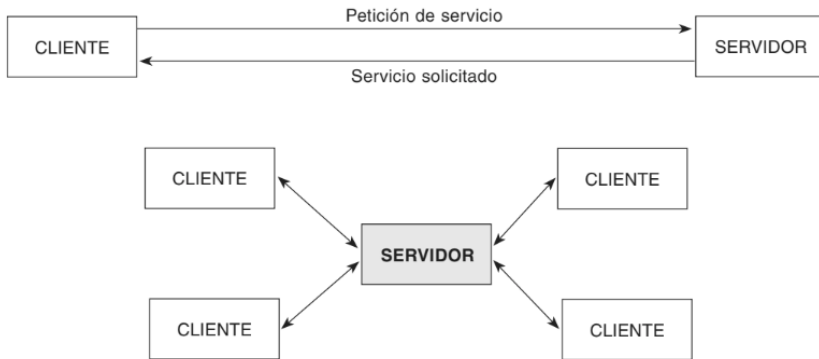 Petición de servicio
CLIENTE
SERVIDOR
Servicio solicitado
CLIENTE
CLIENTE
SERVIDOR
CLIENTE
CLIENTE